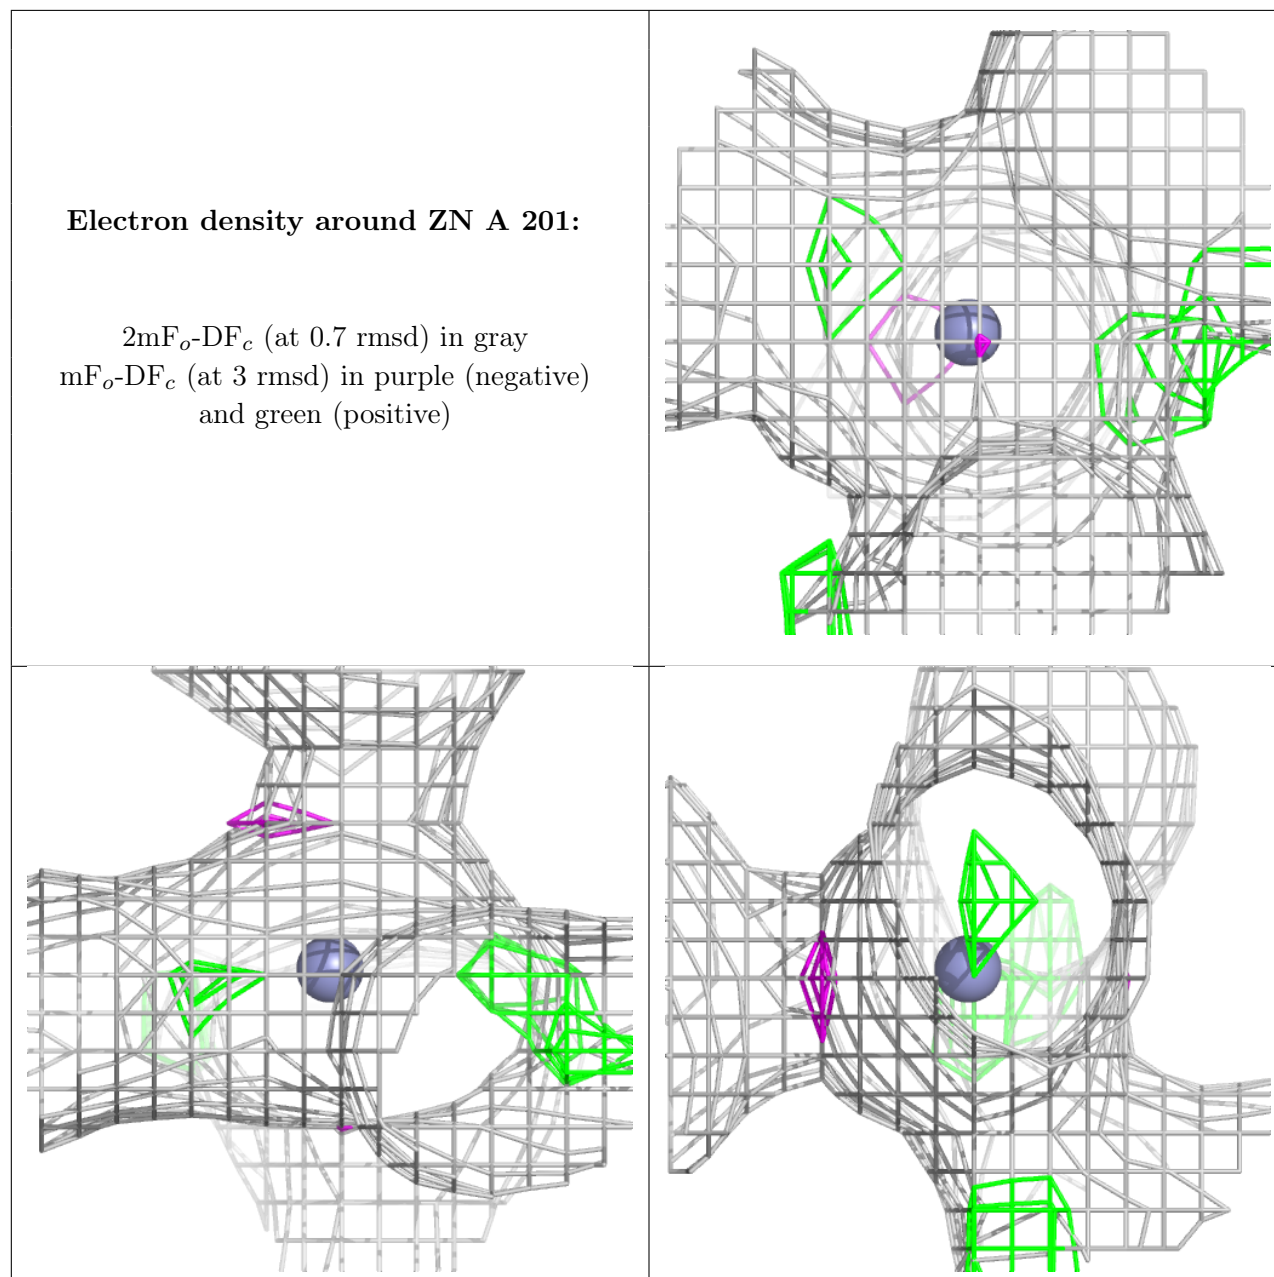 Electron density around ZN A 201:
2mFo-DFc (at 0.7 rmsd) in gray
mFo-DFc (at 3 rmsd) in purple (negative)
and green (positive)